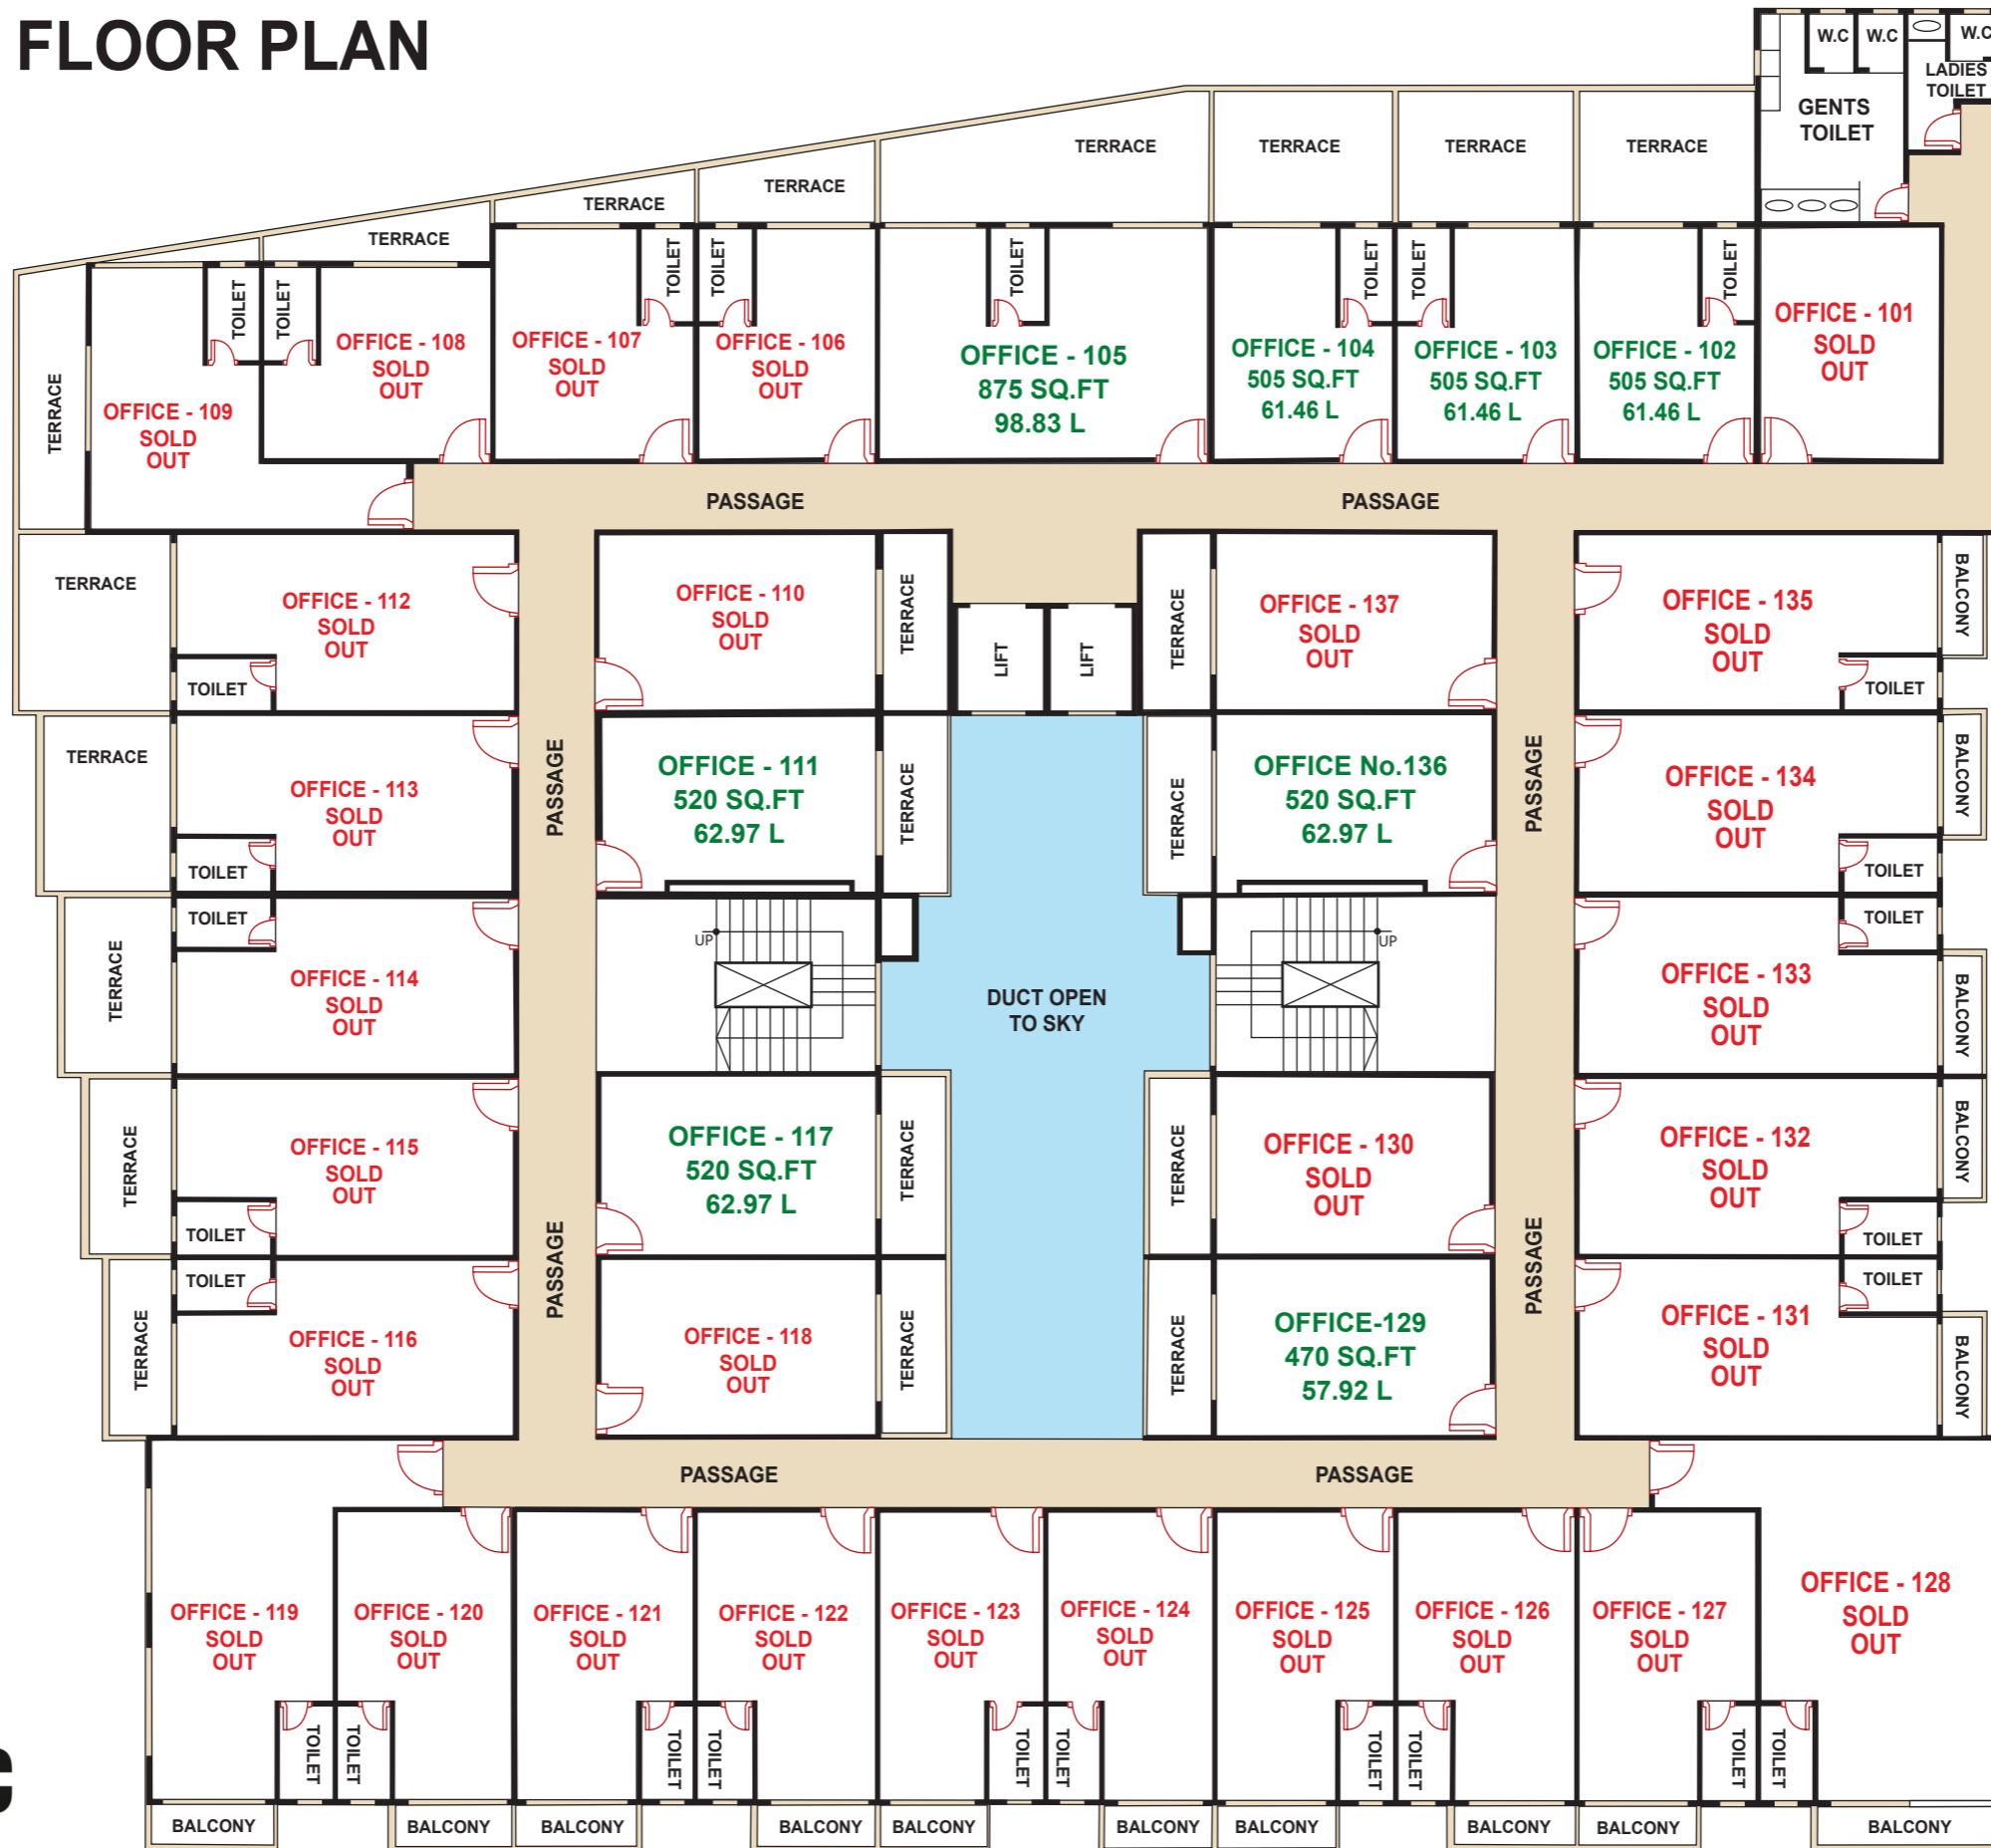 FLOOR PLAN
W.C
W.C
W.C
LADIES
TOILET
GENTS
TOILET
TERRACE
TERRACE
TERRACE
TERRACE
TERRACE
TERRACE
TERRACE
TERRACE
TOILET
TOILET
TOILET
TOILET
TOILET
TOILET
TOILET
TOILET
OFFICE - 109
SOLD
OUT
OFFICE - 108
SOLD
OUT
OFFICE - 107
SOLD
OUT
OFFICE - 106
SOLD
OUT
OFFICE - 105
875 SQ.FT
98.83 L
OFFICE - 104
505 SQ.FT
61.46 L
OFFICE - 103
505 SQ.FT
61.46 L
OFFICE - 102
505 SQ.FT
61.46 L
OFFICE - 101
SOLD
OUT
PASSAGE
PASSAGE
TERRACE
OFFICE - 112
SOLD
OUT
TOILET
OFFICE - 110
SOLD
OUT
TERRACE
LIFT
LIFT
TERRACE
OFFICE - 137
SOLD
OUT
OFFICE - 135
SOLD
OUT
TOILET
BALCONY
TERRACE
OFFICE - 113
SOLD
OUT
TOILET
PASSAGE
OFFICE - 111
520 SQ.FT
62.97 L
TERRACE
TERRACE
OFFICE No.136
520 SQ.FT
62.97 L
PASSAGE
OFFICE - 134
SOLD
OUT
TOILET
BALCONY
TERRACE
TOILET
OFFICE - 114
SOLD
OUT
UP
DUCT OPEN
TO SKY
UP
TOILET
OFFICE - 133
SOLD
OUT
BALCONY
TERRACE
OFFICE - 115
SOLD
OUT
TOILET
PASSAGE
OFFICE - 117
520 SQ.FT
62.97 L
TERRACE
TERRACE
OFFICE - 130
SOLD
OUT
PASSAGE
OFFICE - 132
SOLD
OUT
TOILET
BALCONY
TERRACE
TOILET
OFFICE - 116
SOLD
OUT
OFFICE - 118
SOLD
OUT
TERRACE
TERRACE
OFFICE-129
470 SQ.FT
57.92 L
TOILET
OFFICE - 131
SOLD
OUT
BALCONY
PASSAGE
PASSAGE
OFFICE - 119
SOLD
OUT
OFFICE - 120
SOLD
OUT
OFFICE - 121
SOLD
OUT
OFFICE - 122
SOLD
OUT
OFFICE - 123
SOLD
OUT
OFFICE - 124
SOLD
OUT
OFFICE - 125
SOLD
OUT
OFFICE - 126
SOLD
OUT
OFFICE - 127
SOLD
OUT
OFFICE - 128
SOLD
OUT
TOILET
TOILET
TOILET
TOILET
TOILET
TOILET
TOILET
TOILET
TOILET
TOILET
BALCONY
BALCONY
BALCONY
BALCONY
BALCONY
BALCONY
BALCONY
BALCONY
BALCONY
BALCONY